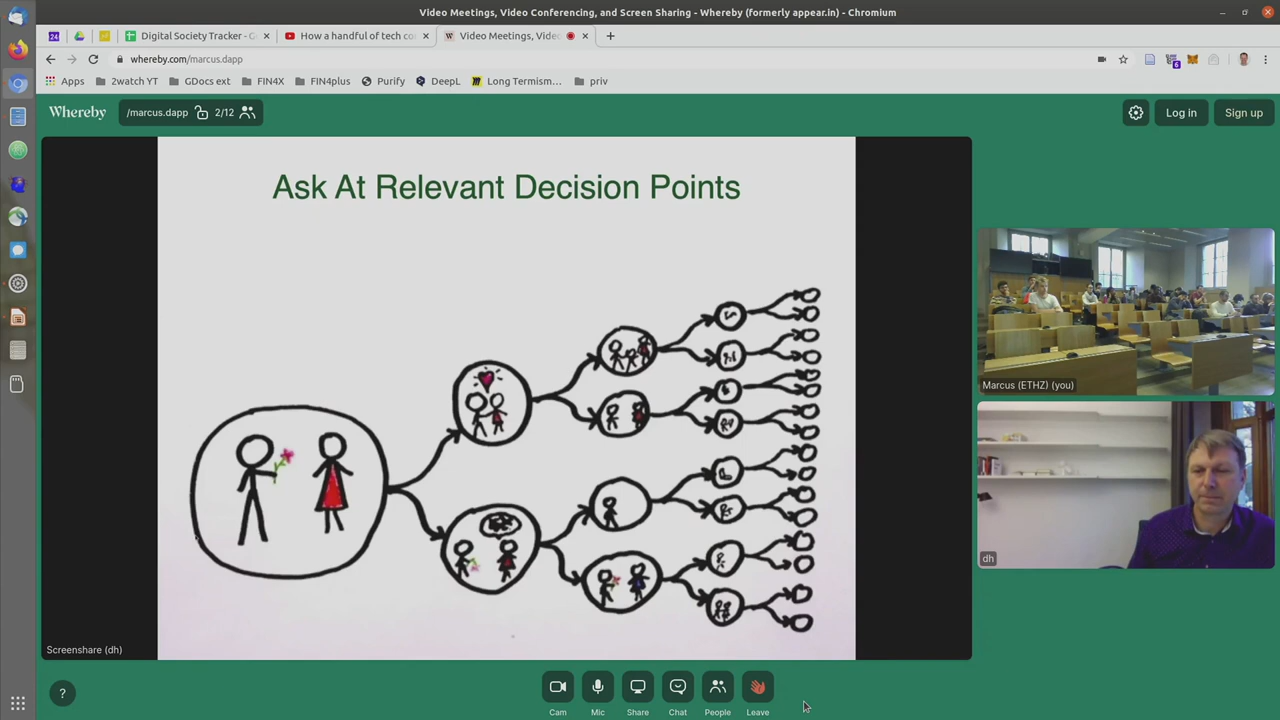 Video Meetings, Video Conferencing, and Screen Sharing - Whereby (formerly appear.in) - Chromium
24
Digital Society Tracker - G
How a handful of tech co
Video Meetings, Vide
whereby.com/marcus.dapp
6
Apps
2watch YT
GDocs ext
FIN4X
FIN4plus
Purify
DeepL
Long Termism…
priv
Whereby
/marcus.dapp
2/12
Log in
Sign up
Ask At Relevant Decision Points
Marcus (ETHZ) (you)
dh
Screenshare (dh)
?
Cam
Mic
Share
Chat
People
Leave